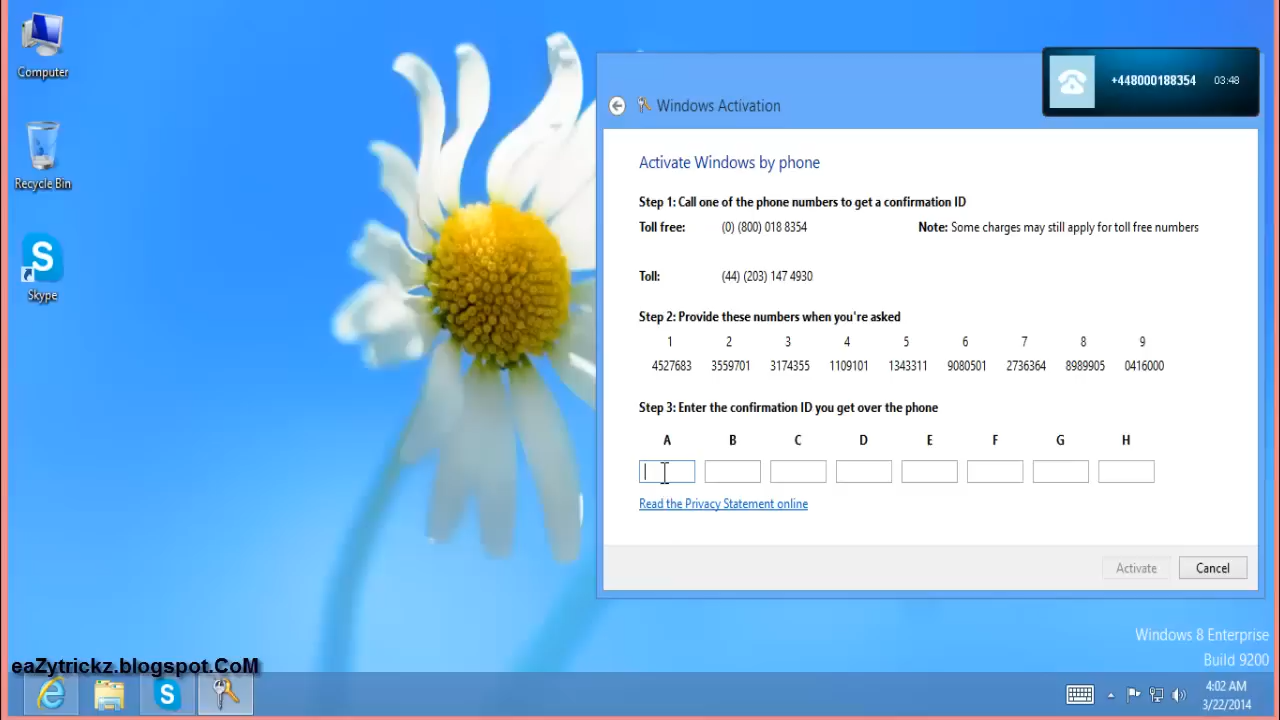 Computer
Recycle Bin
Skype
+448000188354 03:48
Windows Activation
Activate Windows by phone
Step 1: Call one of the phone numbers to get a confirmation ID
Toll free: (0) (800) 018 8354 Note: Some charges may still apply for toll free numbers
Toll: (44) (203) 147 4930
Step 2: Provide these numbers when you're asked
1 2 3 4 5 6 7 8 9
4527683 3559701 3174355 1109101 1343311 9080501 2736364 8989905 0416000
Step 3: Enter the confirmation ID you get over the phone
A B C D E F G H
Read the Privacy Statement online
Activate Cancel
Windows 8 Enterprise
Build 9200
eaZytrickz.blogspot.CoM
4:02 AM
3/22/2014